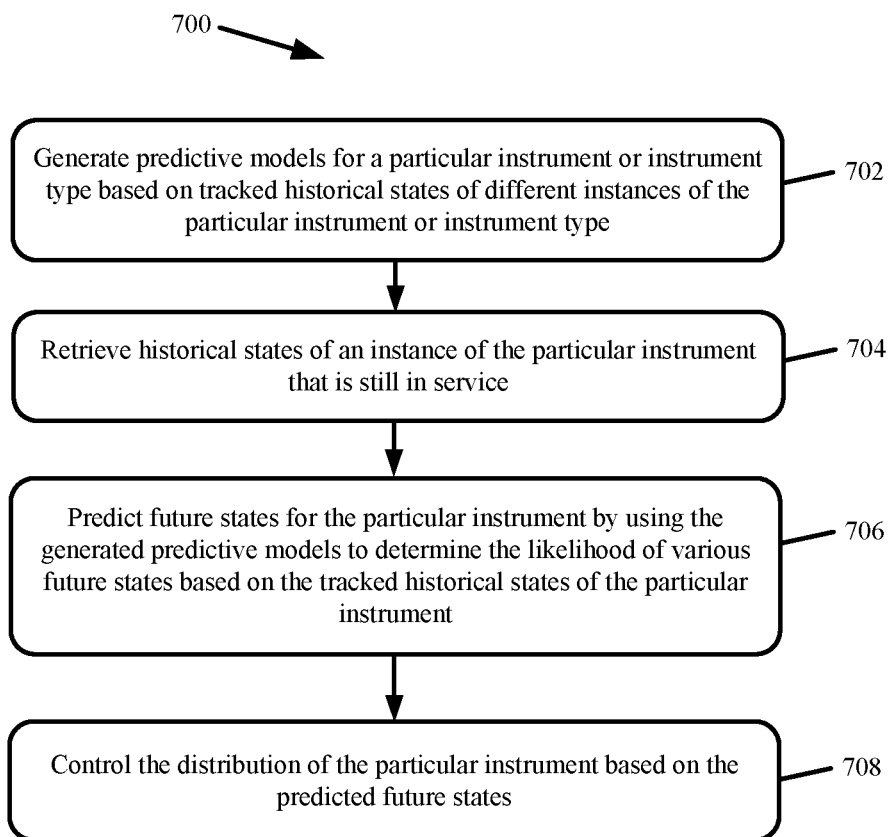 700
Generate predictive models for a particular instrument or instrument
type based on tracked historical states of different instances of the
particular instrument or instrument type
702
Retrieve historical states of an instance of the particular instrument
that is still in service
704
Predict future states for the particular instrument by using the
generated predictive models to determine the likelihood of various
future states based on the tracked historical states of the particular
instrument
706
Control the distribution of the particular instrument based on the
predicted future states
708